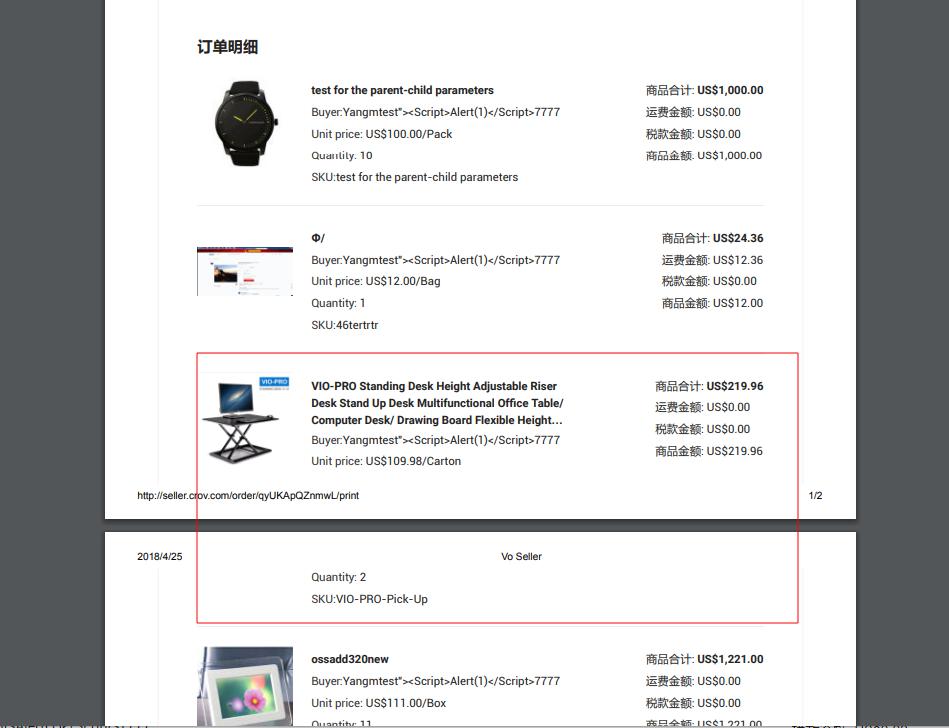 订单明细
test for the parent-child parameters
商品合计: US$1,000.00
Buyer:Yangmtest"><Script>Alert(1)</Script>7777
运费金额: US$0.00
Unit price: US$100.00/Pack
税款金额: US$0.00
Quantity: 10
商品金额: US$1,000.00
SKU:test for the parent-child parameters
Φ/
商品合计: US$24.36
Buyer:Yangmtest"><Script>Alert(1)</Script>7777
运费金额: US$12.36
Unit price: US$12.00/Bag
税款金额: US$0.00
Quantity: 1
商品金额: US$12.00
SKU:46tertrtr
VIO-PRO
VIO-PRO Standing Desk Height Adjustable Riser
商品合计: US$219.96
Desk Stand Up Desk Multifunctional Office Table/
运费金额: US$0.00
Computer Desk/ Drawing Board Flexible Height...
税款金额: US$0.00
Buyer:Yangmtest"><Script>Alert(1)</Script>7777
商品金额: US$219.96
Unit price: US$109.98/Carton
http://seller.crov.com/order/qyUKApQZnmwL/print
1/2
2018/4/25
Vo Seller
Quantity: 2
SKU:VIO-PRO-Pick-Up
ossadd320new
商品合计: US$1,221.00
Buyer:Yangmtest"><Script>Alert(1)</Script>7777
运费金额: US$0.00
Unit price: US$111.00/Box
税款金额: US$0.00
Quantity: 11
商品金额: US$1,221.00